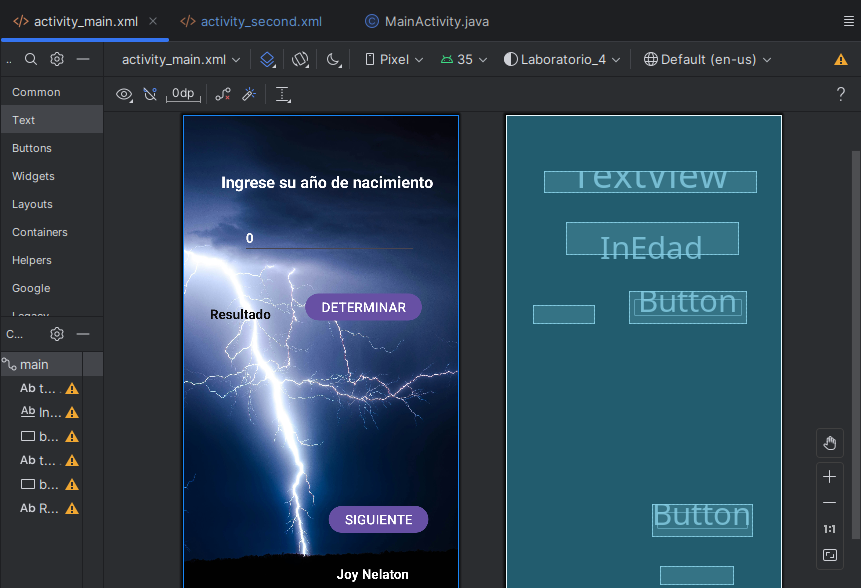 activity_main.xml
activity_second.xml
MainActivity.java
..
activity_main.xml
Pixel
35
Laboratorio_4
Default (en-us)
0dp
?
Common
Text
Buttons
Widgets
Layouts
Containers
Helpers
Google
Legacy
C...
main
Ab t...
Ab In...
b...
Ab t...
b...
Ab R...
Ingrese su año de nacimiento
0
Resultado
DETERMINAR
SIGUIENTE
Joy Nelaton
TextView
InEdad
Button
Button
1:1